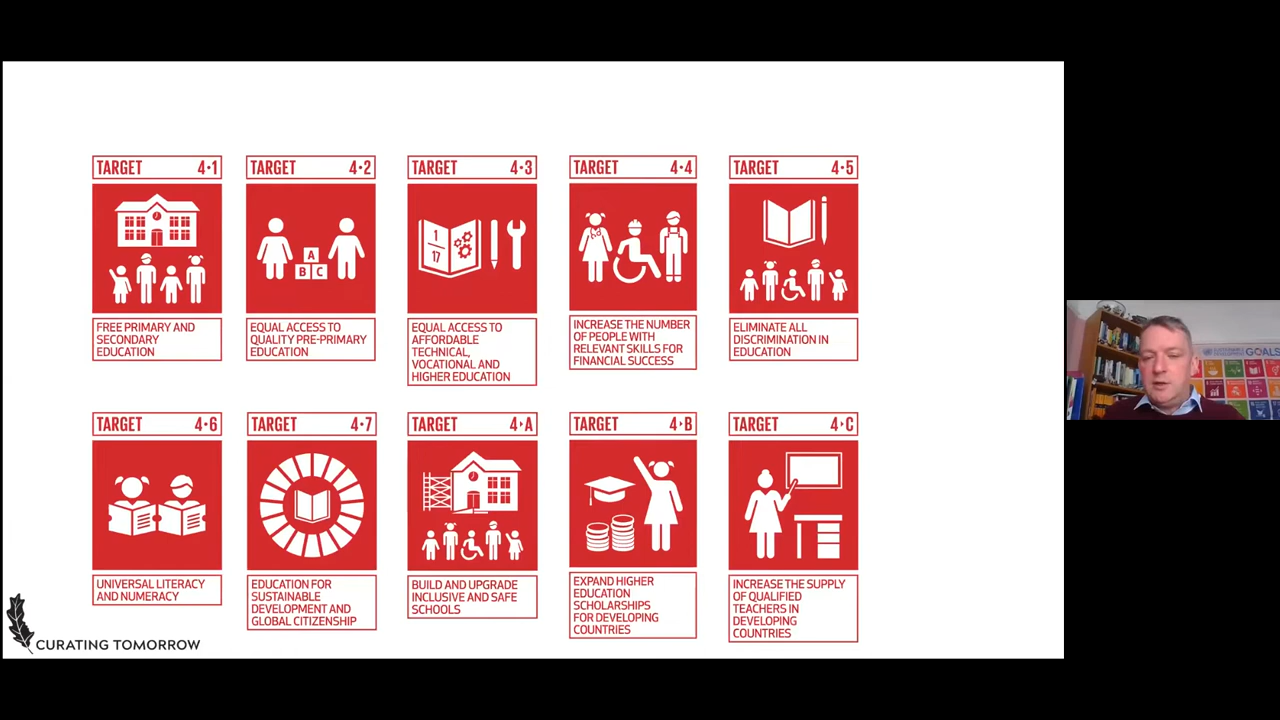 TARGET 4·1
FREE PRIMARY AND
SECONDARY
EDUCATION
TARGET 4·2
A
B C
EQUAL ACCESS TO
QUALITY PRE-PRIMARY
EDUCATION
TARGET 4·3
1
17
EQUAL ACCESS TO
AFFORDABLE
TECHNICAL,
VOCATIONAL AND
HIGHER EDUCATION
TARGET 4·4
INCREASE THE NUMBER
OF PEOPLE WITH
RELEVANT SKILLS FOR
FINANCIAL SUCCESS
TARGET 4·5
ELIMINATE ALL
DISCRIMINATION IN
EDUCATION
TARGET 4·6
UNIVERSAL LITERACY
AND NUMERACY
TARGET 4·7
EDUCATION FOR
SUSTAINABLE
DEVELOPMENT AND
GLOBAL CITIZENSHIP
TARGET 4▸A
BUILD AND UPGRADE
INCLUSIVE AND SAFE
SCHOOLS
TARGET 4▸B
EXPAND HIGHER
EDUCATION
SCHOLARSHIPS
FOR DEVELOPING
COUNTRIES
TARGET 4▸C
INCREASE THE SUPPLY
OF QUALIFIED
TEACHERS IN
DEVELOPING
COUNTRIES
CURATING TOMORROW
GOALS